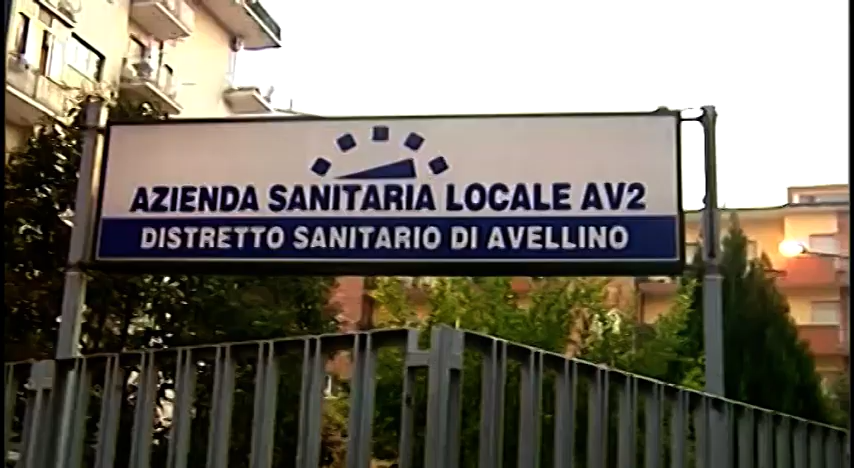 AZIENDA SANITARIA LOCALE AV2
DISTRETTO SANITARIO DI AVELLINO